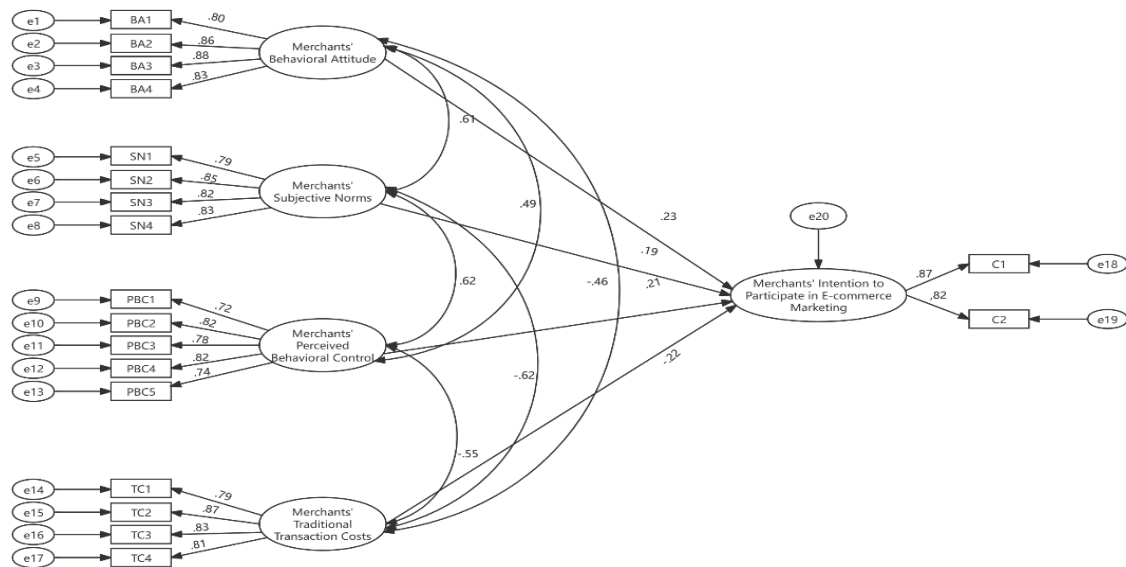 e1
BA1
.80
e2
BA2
.86
e3
BA3
.88
e4
BA4
.83
Merchants'
Behavioral Attitude
.61
e5
SN1
.79
e6
SN2
.85
e7
SN3
.82
e8
SN4
.83
Merchants'
Subjective Norms
.49
.23
.19
-.46
.21
e20
.62
e9
PBC1
.72
e10
PBC2
.82
e11
PBC3
.78
e12
PBC4
.82
e13
PBC5
.74
Merchants'
Perceived
Behavioral Control
-.62
-.22
Merchants' Intention to
Participate in E-commerce
Marketing
.87
C1
e18
.82
C2
e19
-.55
e14
TC1
.79
e15
TC2
.87
e16
TC3
.83
e17
TC4
.81
Merchants'
Traditional
Transaction Costs